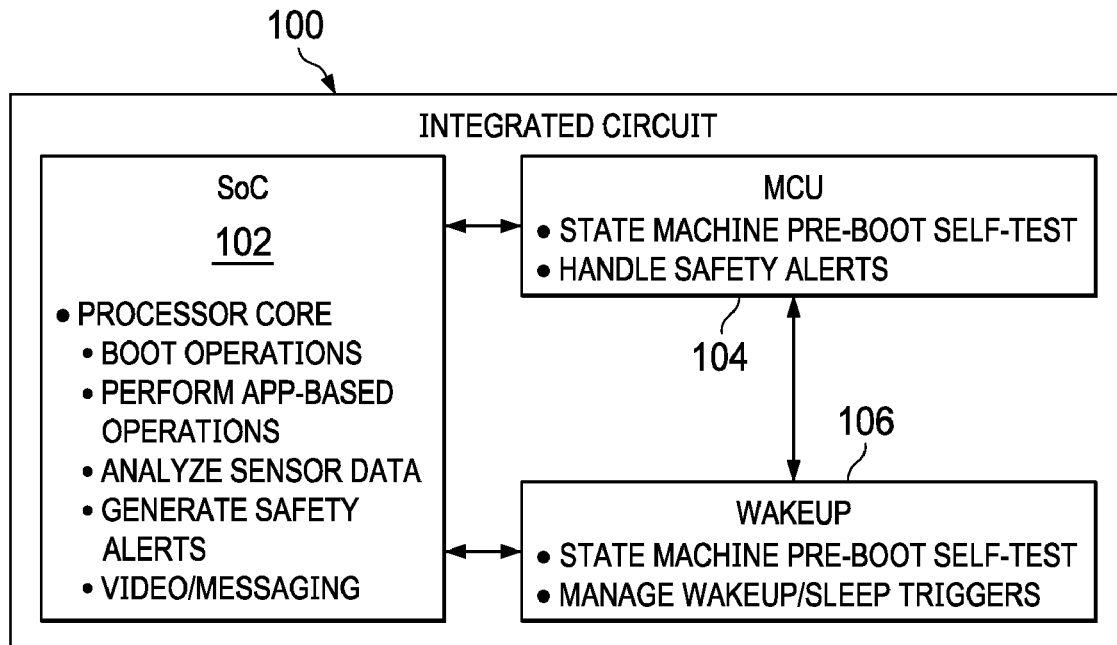 100
INTEGRATED CIRCUIT
SoC
102
• PROCESSOR CORE
• BOOT OPERATIONS
• PERFORM APP-BASED
OPERATIONS
• ANALYZE SENSOR DATA
• GENERATE SAFETY
ALERTS
• VIDEO/MESSAGING
MCU
• STATE MACHINE PRE-BOOT SELF-TEST
• HANDLE SAFETY ALERTS
104
106
WAKEUP
• STATE MACHINE PRE-BOOT SELF-TEST
• MANAGE WAKEUP/SLEEP TRIGGERS